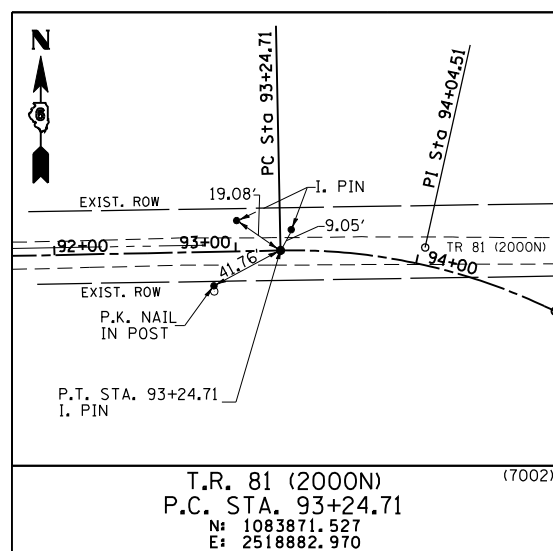 N
6
PC Sta 93+24.71
PI Sta 94+04.51
19.08'
I. PIN
EXIST. ROW
9.05'
92+00
93+00
TR 81 (2000N)
94+00
41.76
EXIST. ROW
P.K. NAIL
IN POST
P.T. STA. 93+24.71
I. PIN
T.R. 81 (2000N)
(7002)
P.C. STA. 93+24.71
N: 1083871.527
E: 2518882.970